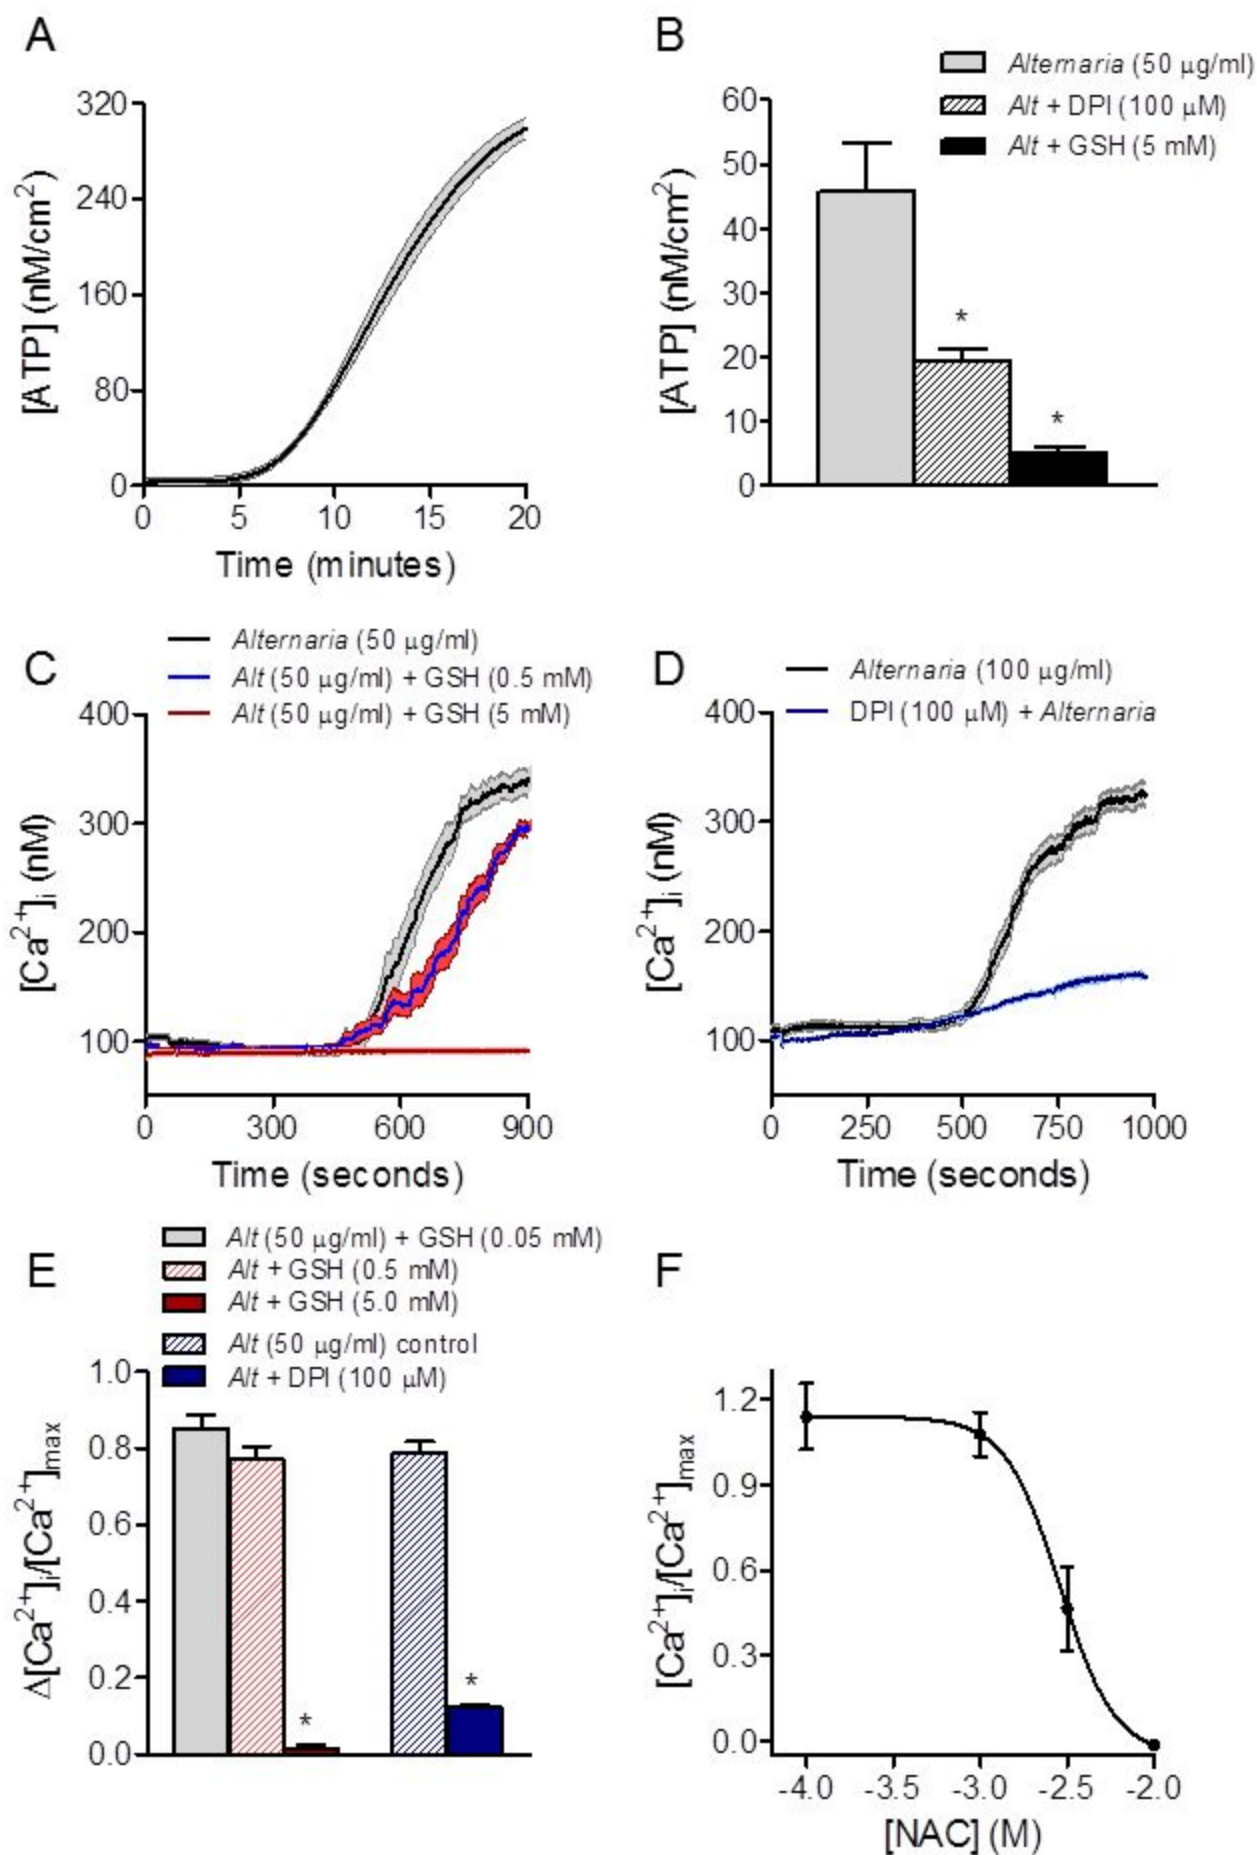 A
320
240
160
80
0
0 5 10 15 20
[ATP] (nM/cm²)
Time (minutes)
B
Alternaria (50 μg/ml)
Alt + DPI (100 μM)
Alt + GSH (5 mM)
60
50
40
30
20
10
0
[ATP] (nM/cm²)
*
*
C
Alternaria (50 μg/ml)
Alt (50 μg/ml) + GSH (0.5 mM)
Alt (50 μg/ml) + GSH (5 mM)
400
300
200
100
0 300 600 900
[Ca²⁺]i (nM)
Time (seconds)
D
Alternaria (100 μg/ml)
DPI (100 μM) + Alternaria
400
300
200
100
0 250 500 750 1000
[Ca²⁺]i (nM)
Time (seconds)
E
Alt (50 μg/ml) + GSH (0.05 mM)
Alt + GSH (0.5 mM)
Alt + GSH (5.0 mM)
Alt (50 μg/ml) control
Alt + DPI (100 μM)
1.0
0.8
0.6
0.4
0.2
0.0
Δ[Ca²⁺]i/[Ca²⁺]max
*
*
F
1.2
0.9
0.6
0.3
0.0
-4.0 -3.5 -3.0 -2.5 -2.0
[Ca²⁺]i/[Ca²⁺]max
[NAC] (M)